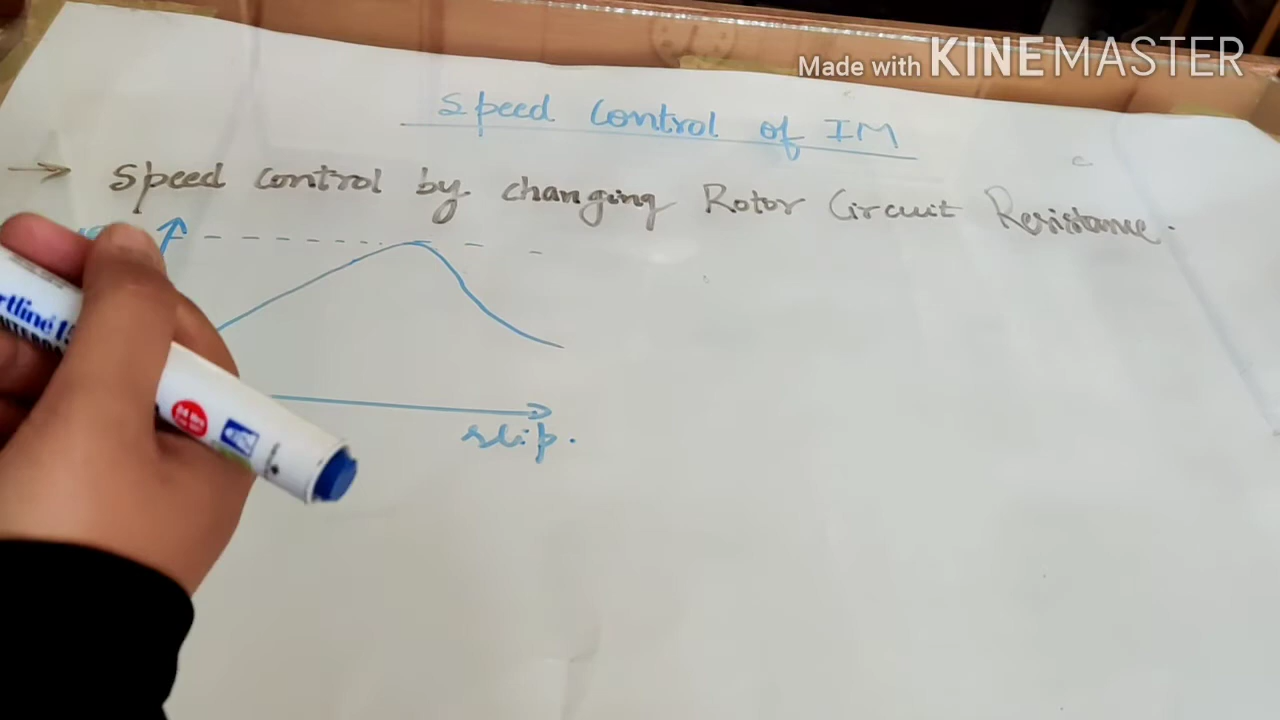 Made with KINEMASTER
Speed Control of IM
→ Speed control by changing Rotor Circuit Resistance.
slip.